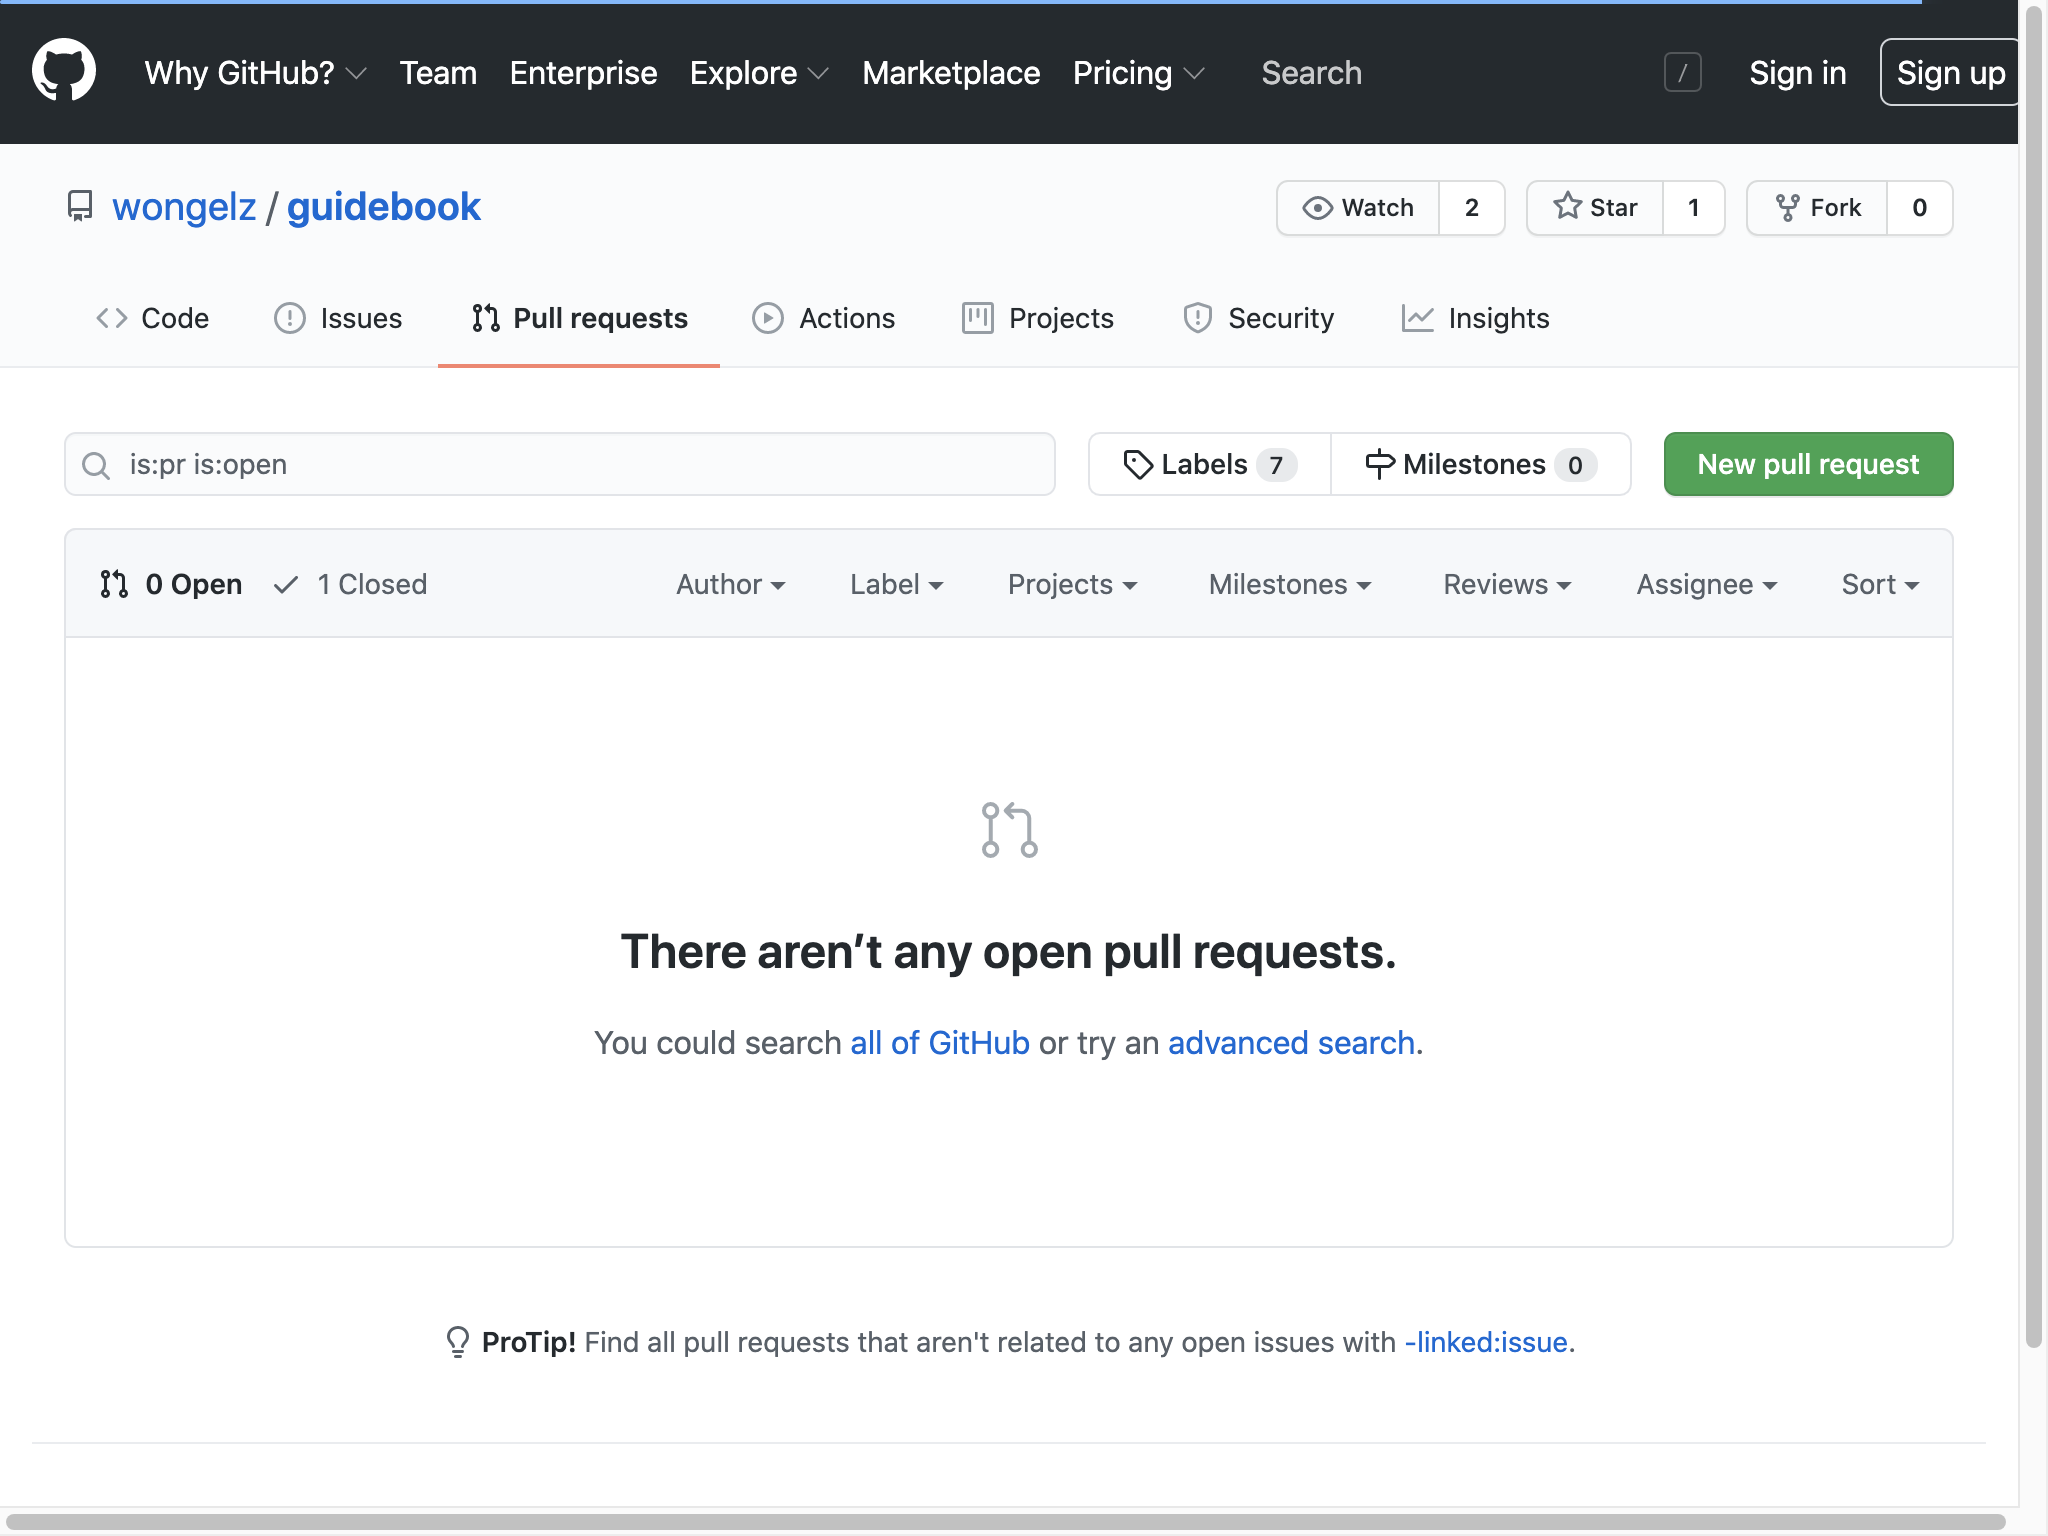 Why GitHub? Team Enterprise Explore Marketplace Pricing Search / Sign in Sign up
wongelz / guidebook Watch 2 Star 1 Fork 0
Code Issues Pull requests Actions Projects Security Insights
is:pr is:open Labels 7 Milestones 0 New pull request
0 Open 1 Closed Author Label Projects Milestones Reviews Assignee Sort
There aren’t any open pull requests.
You could search all of GitHub or try an advanced search.
ProTip! Find all pull requests that aren't related to any open issues with -linked:issue.